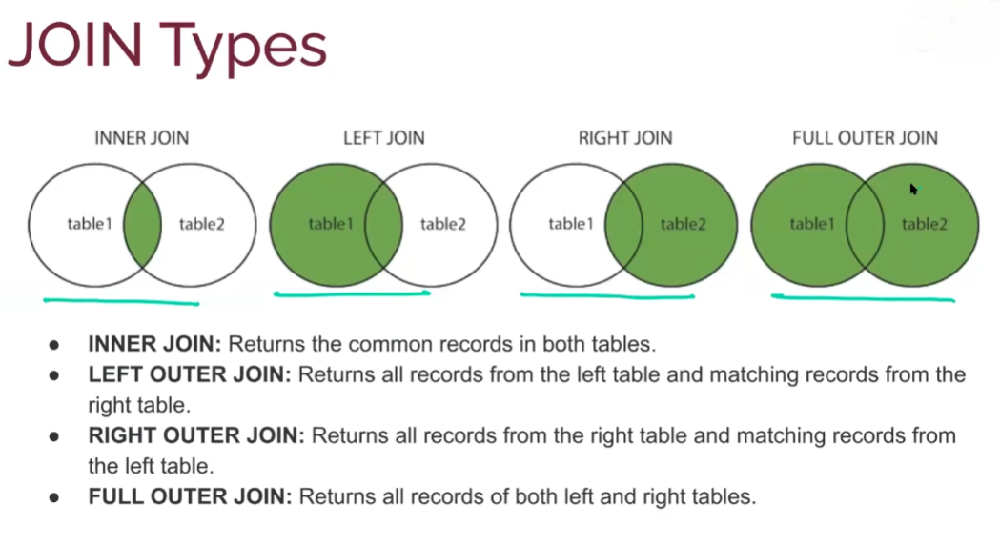 JOIN Types
INNER JOIN
LEFT JOIN
RIGHT JOIN
FULL OUTER JOIN
table1
table2
table1
table2
table1
table2
table1
table2
● INNER JOIN: Returns the common records in both tables.
● LEFT OUTER JOIN: Returns all records from the left table and matching records from the
right table.
● RIGHT OUTER JOIN: Returns all records from the right table and matching records from
the left table.
● FULL OUTER JOIN: Returns all records of both left and right tables.